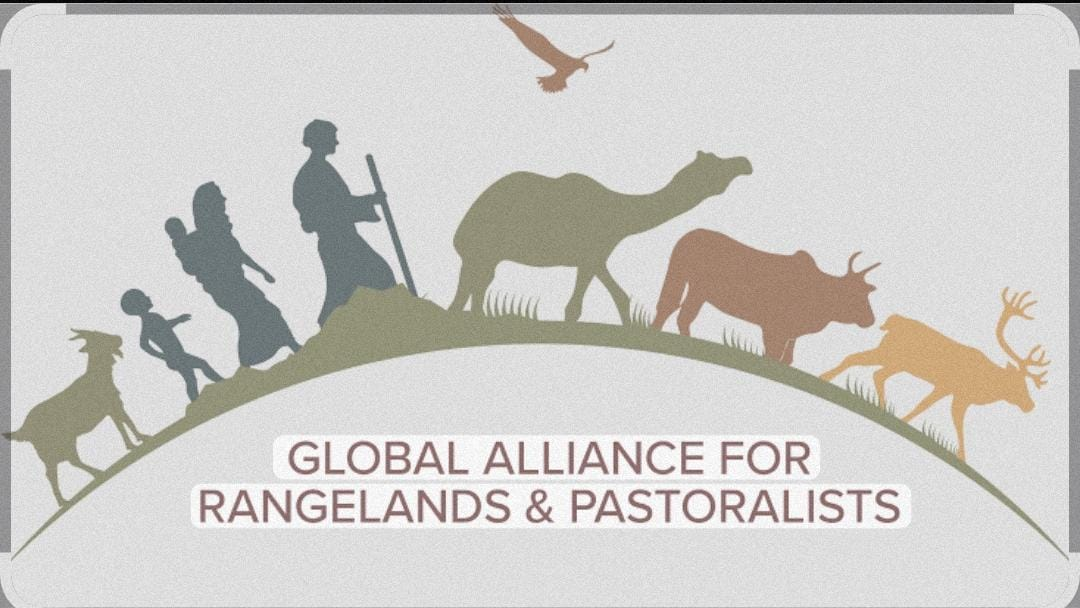 GLOBAL ALLIANCE FOR
RANGELANDS & PASTORALISTS